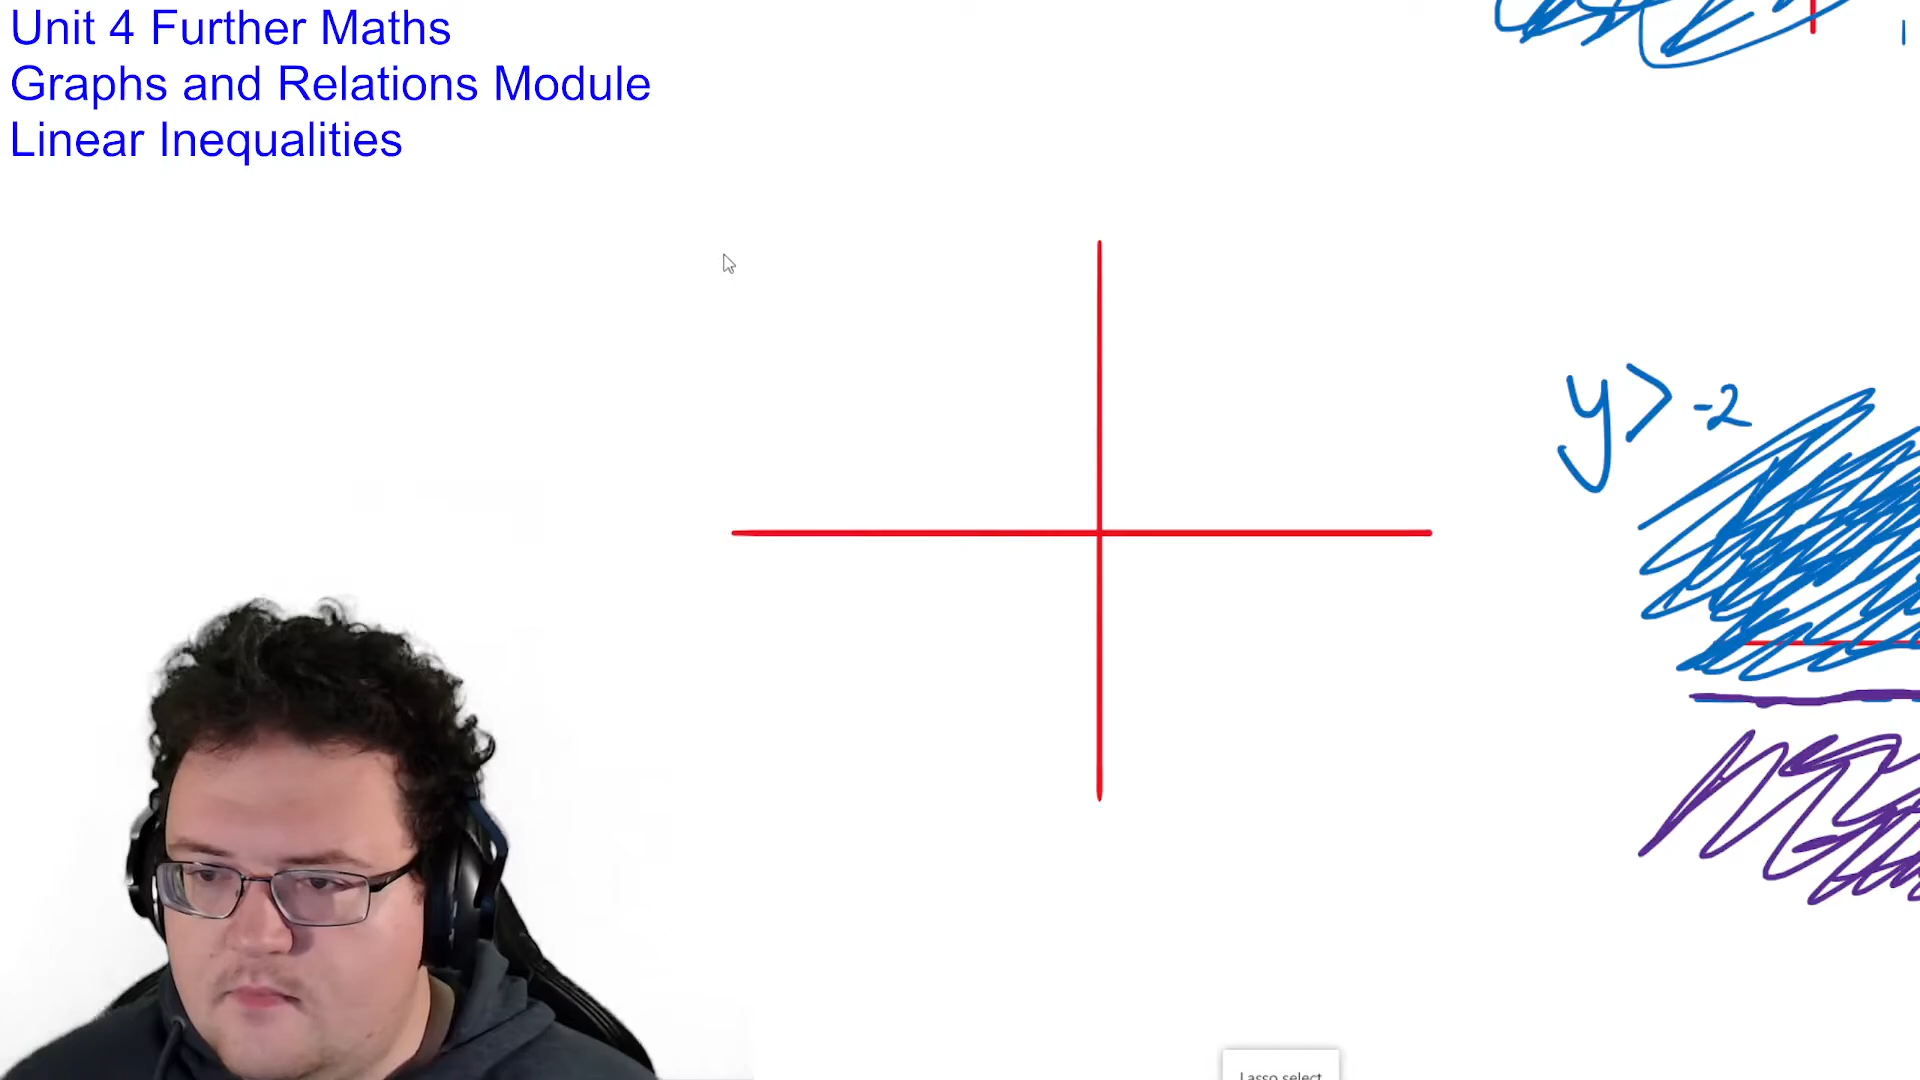 Unit 4 Further Maths
Graphs and Relations Module
Linear Inequalities
y > -2
Lasso select